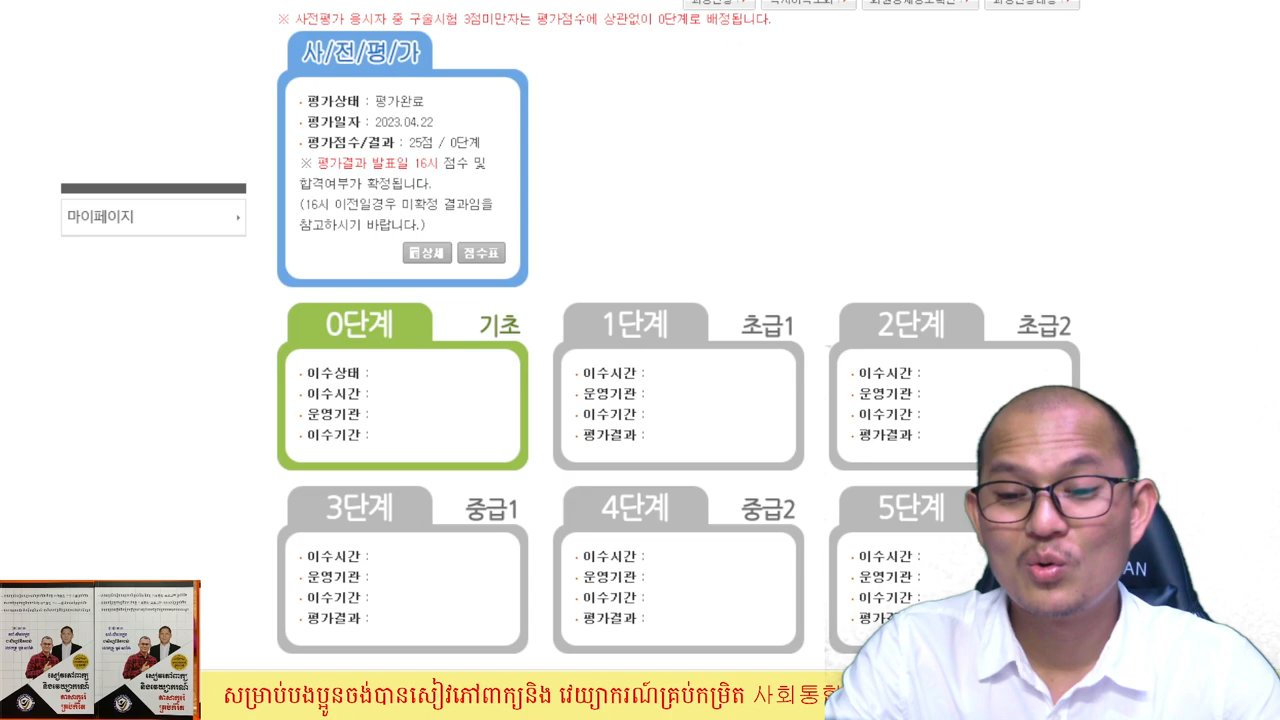 ※ 사전평가 응시자 중 구술시험 3점미만자는 평가점수에 상관없이 0단계로 배정됩니다.
사/전/평/가
• 평가상태 : 평가완료
• 평가일자 : 2023.04.22
• 평가점수/결과 : 25점 / 0단계
※ 평가결과 발표일 16시 점수 및
합격여부가 확정됩니다.
(16시 이전일경우 미확정 결과임을
참고하시기 바랍니다.)
상세 점수표
마이페이지
0단계 기초
• 이수상태 :
• 이수시간 :
• 운영기관 :
• 이수기간 :
1단계 초급1
• 이수시간 :
• 운영기관 :
• 이수기간 :
• 평가결과 :
2단계 초급2
• 이수시간 :
• 운영기관 :
• 이수기간 :
• 평가결과 :
3단계 중급1
• 이수시간 :
• 운영기관 :
• 이수기간 :
• 평가결과 :
4단계 중급2
• 이수시간 :
• 운영기관 :
• 이수기간 :
• 평가결과 :
5단계
• 이수시간 :
• 운영기관 :
• 이수기간
AN
សម្រាប់បងប្អូនចង់បានសៀវភៅពាក្យនិង វេយ្យាករណ៍គ្រប់កម្រិត 사회통